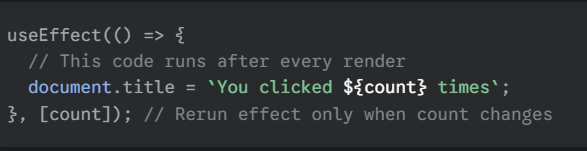 useEffect(() => {
  // This code runs after every render
  document.title = `You clicked ${count} times`;
}, [count]); // Rerun effect only when count changes